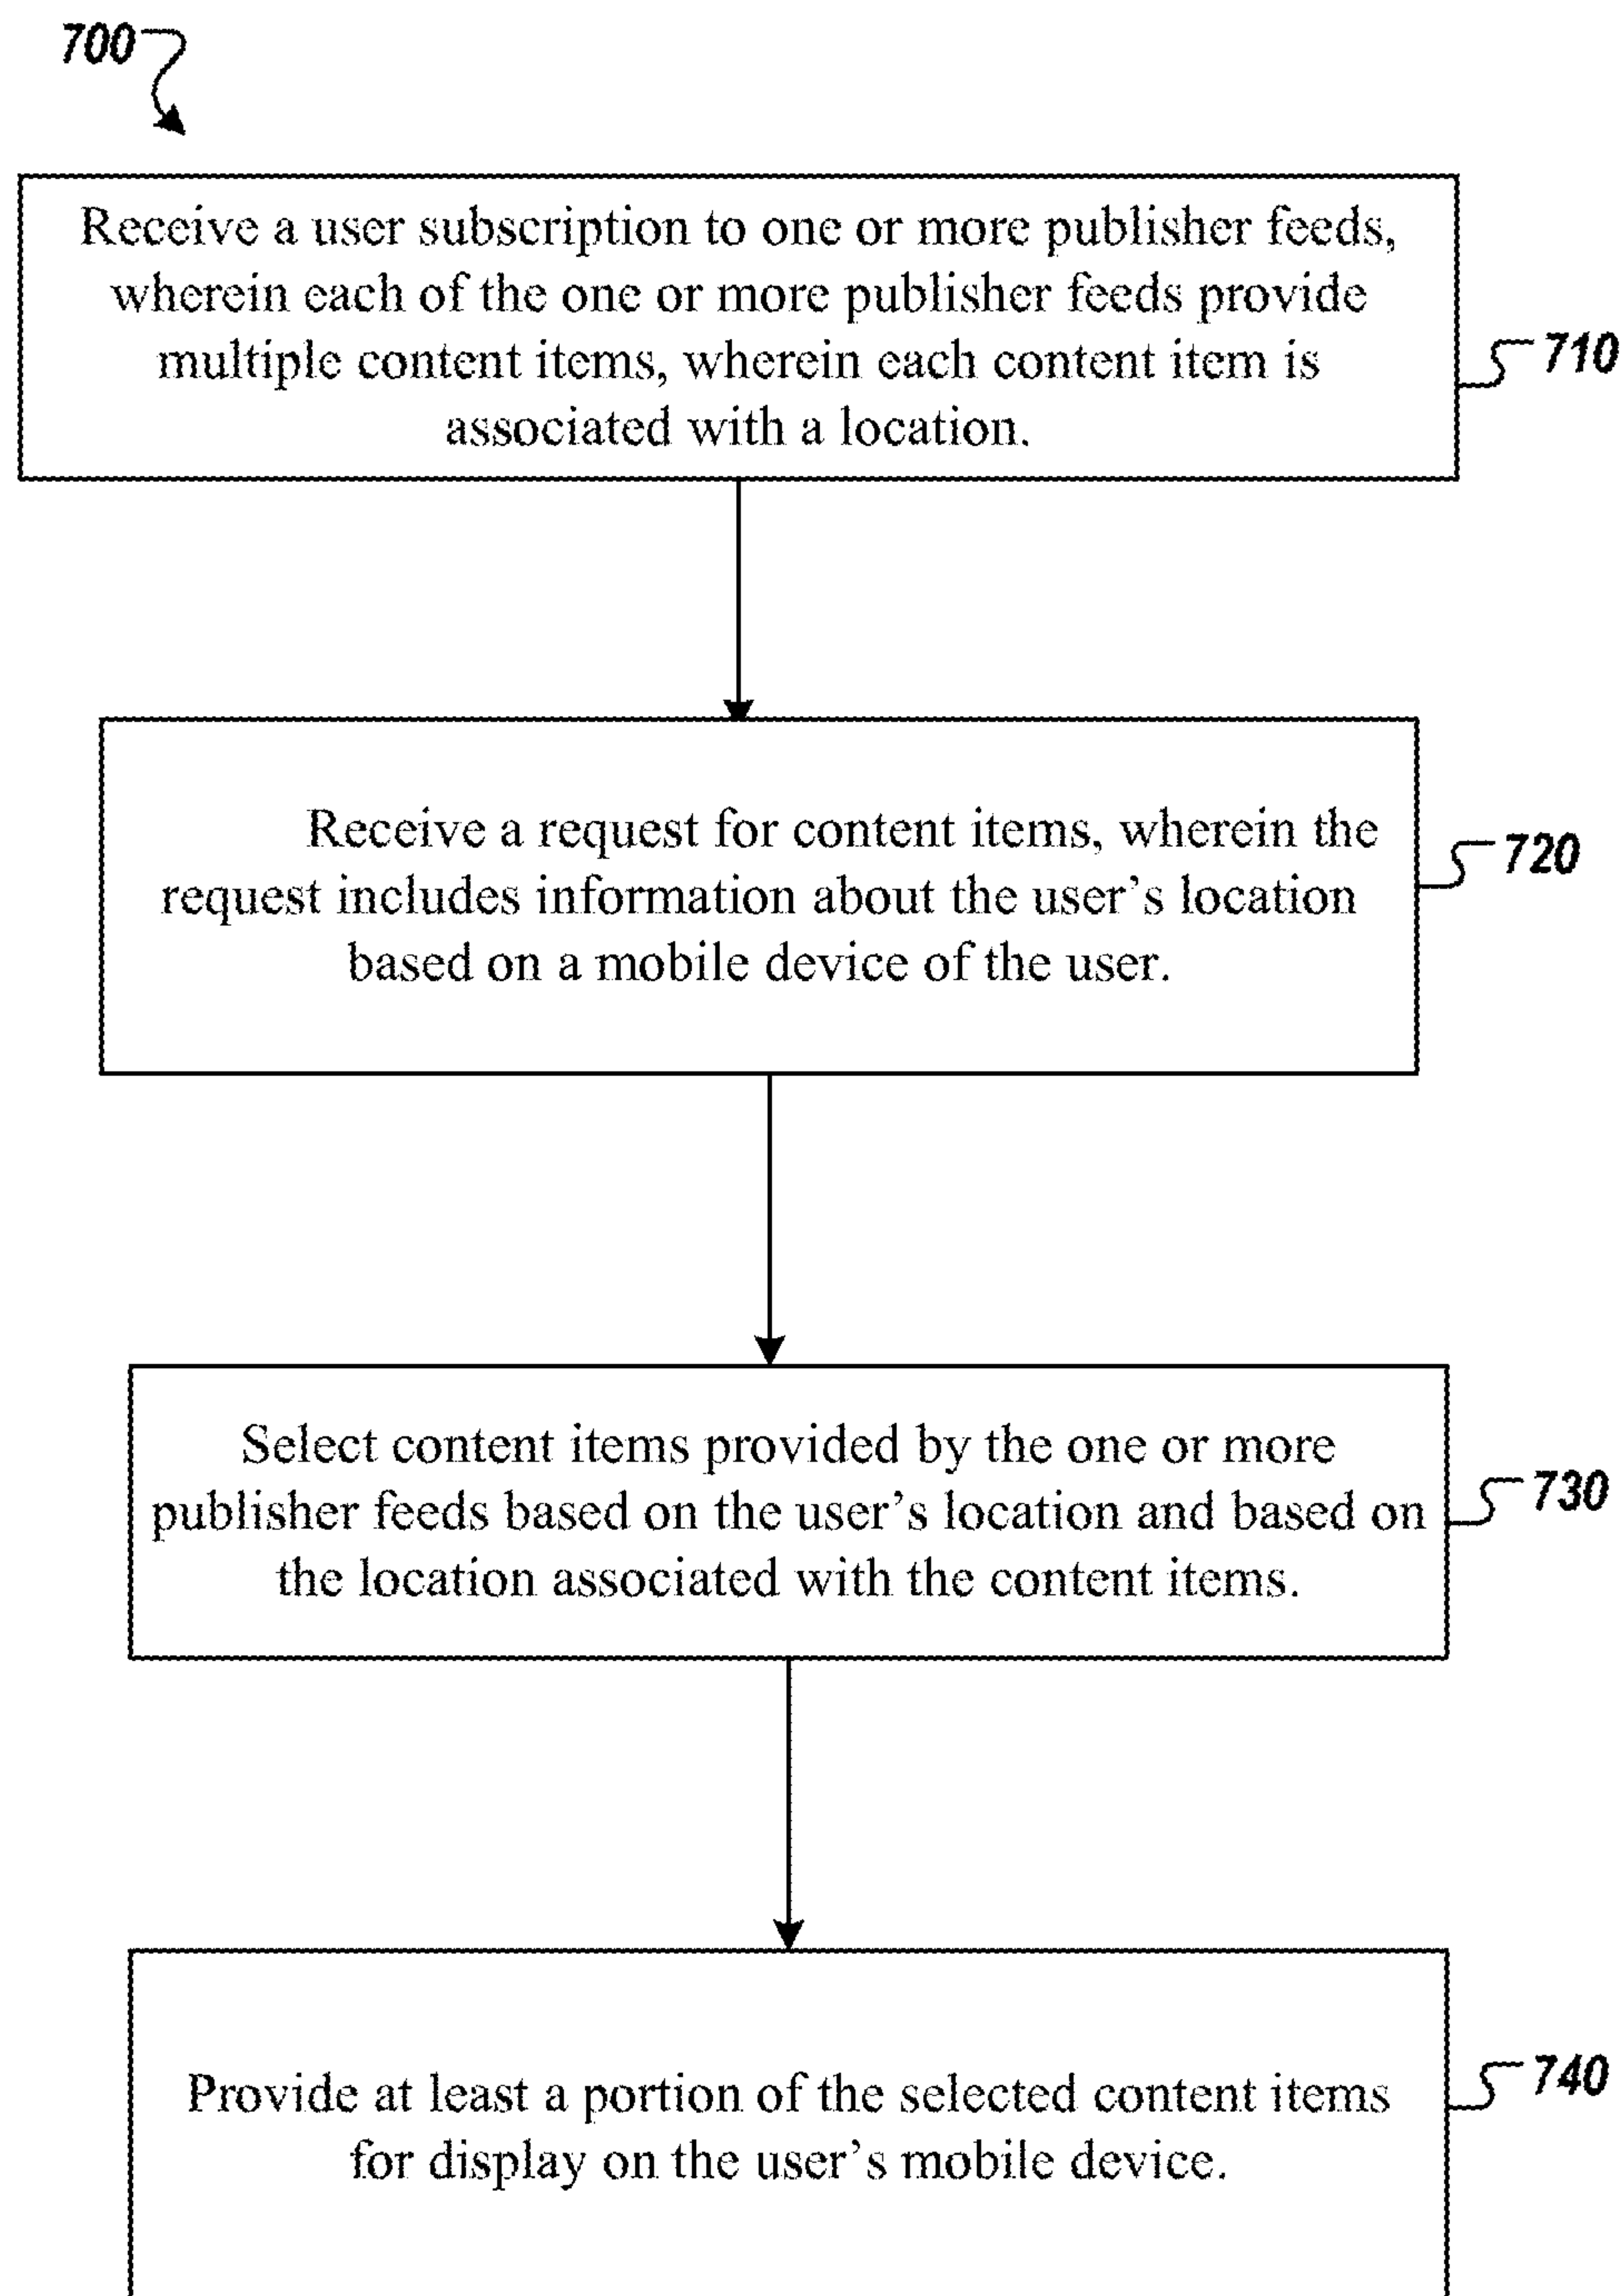 700
Receive a user subscription to one or more publisher feeds,
wherein each of the one or more publisher feeds provide
multiple content items, wherein each content item is
associated with a location.
710
Receive a request for content items, wherein the
request includes information about the user's location
based on a mobile device of the user.
720
Select content items provided by the one or more
publisher feeds based on the user's location and based on
the location associated with the content items.
730
Provide at least a portion of the selected content items
for display on the user's mobile device.
740